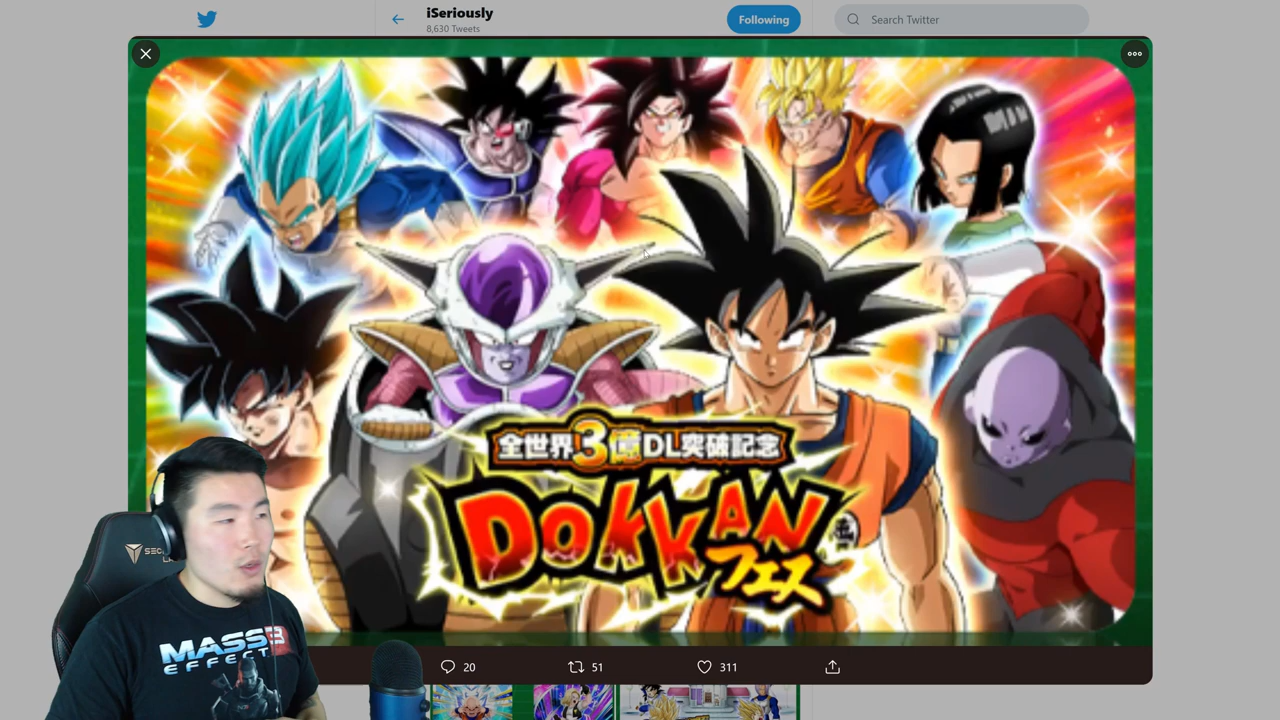 iSeriously
8,630 Tweets
Following
Search Twitter
全世界3億DL突破記念
DOKKAN
フェス
MASS
EFFECT 3
20
51
311